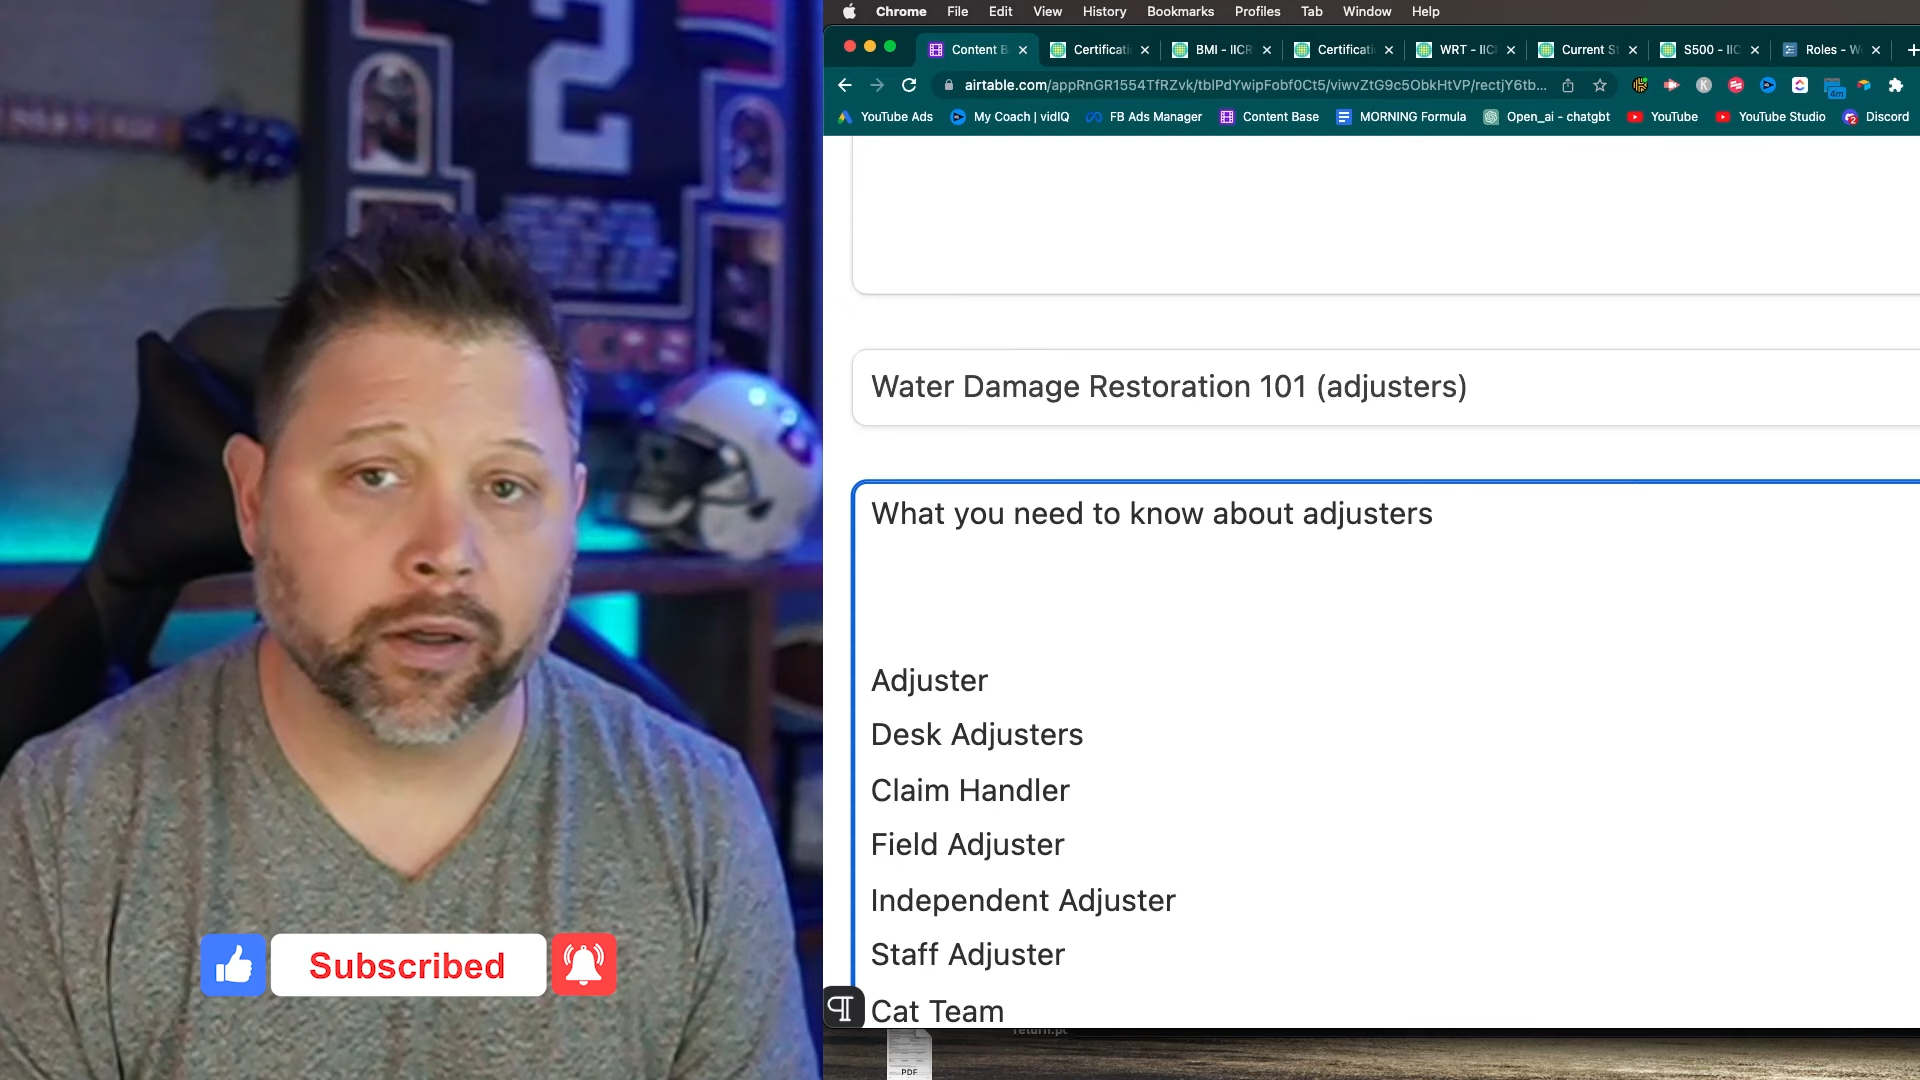 Chrome File Edit View History Bookmarks Profiles Tab Window Help
Content B Certificati BMI - IICR Certificati WRT - IICR Current S S500 - IIC Roles - W
airtable.com/appRnGR1554TfRZvk/tblPdYwipFobf0Ct5/viwvZtG9c5ObkHtVP/rectjY6tb...
4m
YouTube Ads My Coach | vidIQ FB Ads Manager Content Base MORNING Formula Open_ai - chatgbt YouTube YouTube Studio Discord
2
Water Damage Restoration 101 (adjusters)
What you need to know about adjusters
Adjuster
Desk Adjusters
Claim Handler
Field Adjuster
Independent Adjuster
Staff Adjuster
Cat Team
Subscribed
PDF